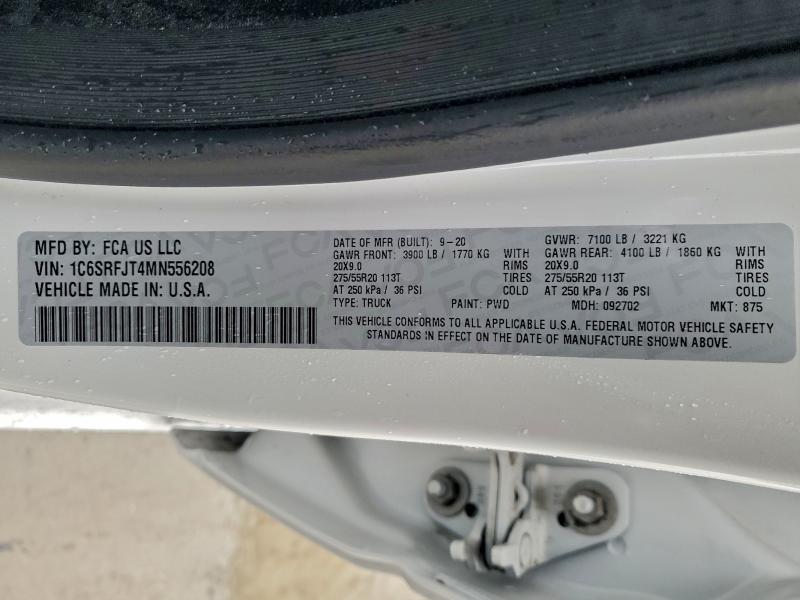 MFD BY: FCA US LLC
VIN: 1C6SRFJT4MN556208
VEHICLE MADE IN: U.S.A.
DATE OF MFR (BUILT): 9-20
GAWR FRONT: 3900 LB / 1770 KG WITH
20X9.0 RIMS
275/55R20 113T TIRES
AT 250 kPa / 36 PSI COLD
TYPE: TRUCK PAINT: PWD
GVWR: 7100 LB / 3221 KG
GAWR REAR: 4100 LB / 1860 KG WITH
20X9.0 RIMS
275/55R20 113T TIRES
AT 250 kPa / 36 PSI COLD
MDH: 092702 MKT: 875
THIS VEHICLE CONFORMS TO ALL APPLICABLE U.S.A. FEDERAL MOTOR VEHICLE SAFETY
STANDARDS IN EFFECT ON THE DATE OF MANUFACTURE SHOWN ABOVE.